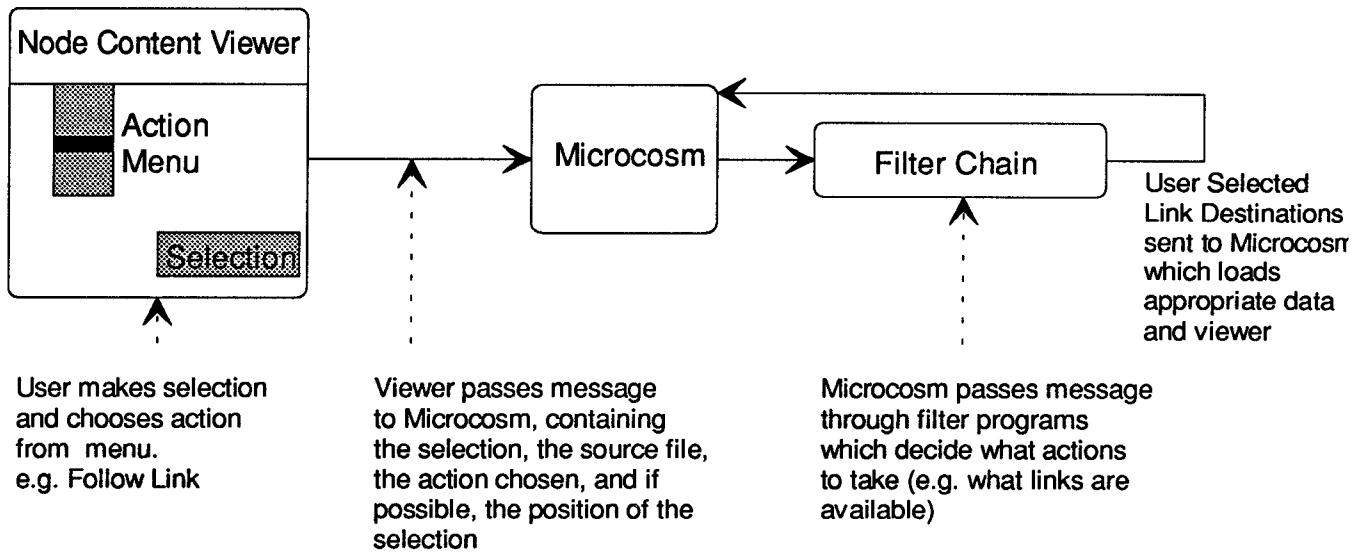 Node Content Viewer
Action
Menu
Selection
Microcosm
Filter Chain
User Selected
Link Destinations
sent to Microcosm
which loads
appropriate data
and viewer
User makes selection
and chooses action
from menu.
e.g. Follow Link
Viewer passes message
to Microcosm, containing
the selection, the source file,
the action chosen, and if
possible, the position of the
selection
Microcosm passes message
through filter programs
which decide what actions
to take (e.g. what links are
available)